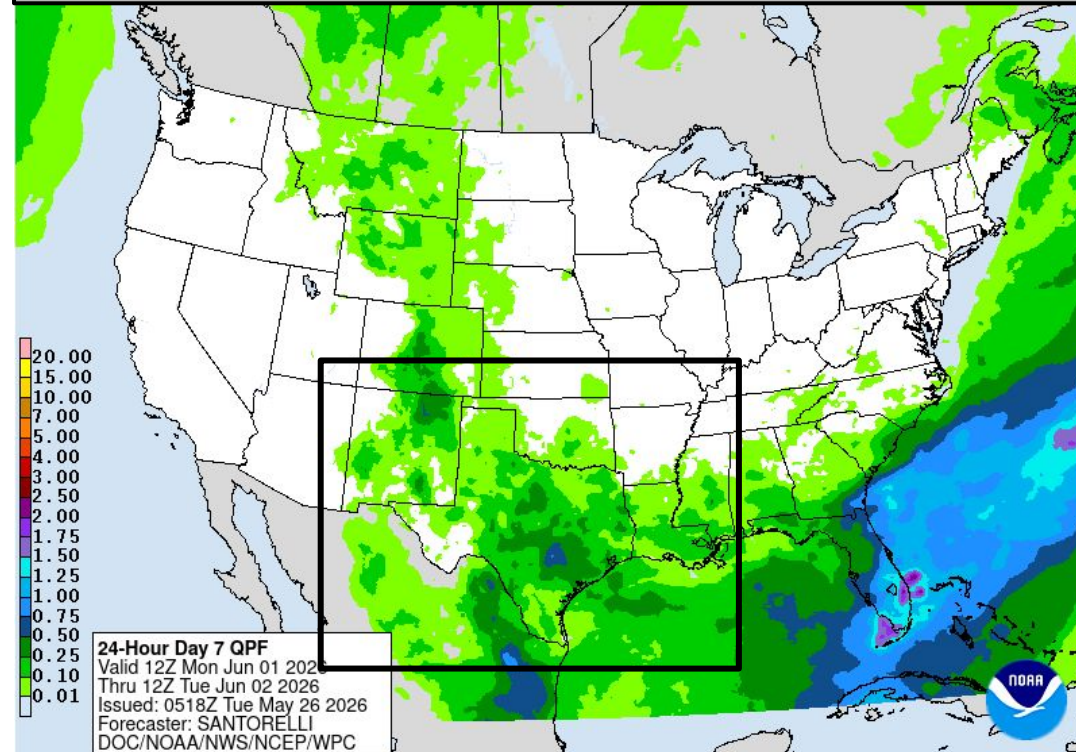 20.00
15.00
10.00
7.00
5.00
4.00
3.00
2.50
2.00
1.75
1.50
1.25
1.00
0.75
0.50
0.25
0.10
0.01
24-Hour Day 7 QPF
Valid 12Z Mon Jun 01 2026
Thru 12Z Tue Jun 02 2026
Issued: 0518Z Tue May 26 2026
Forecaster: SANTORELLI
DOC/NOAA/NWS/NCEP/WPC
NOAA